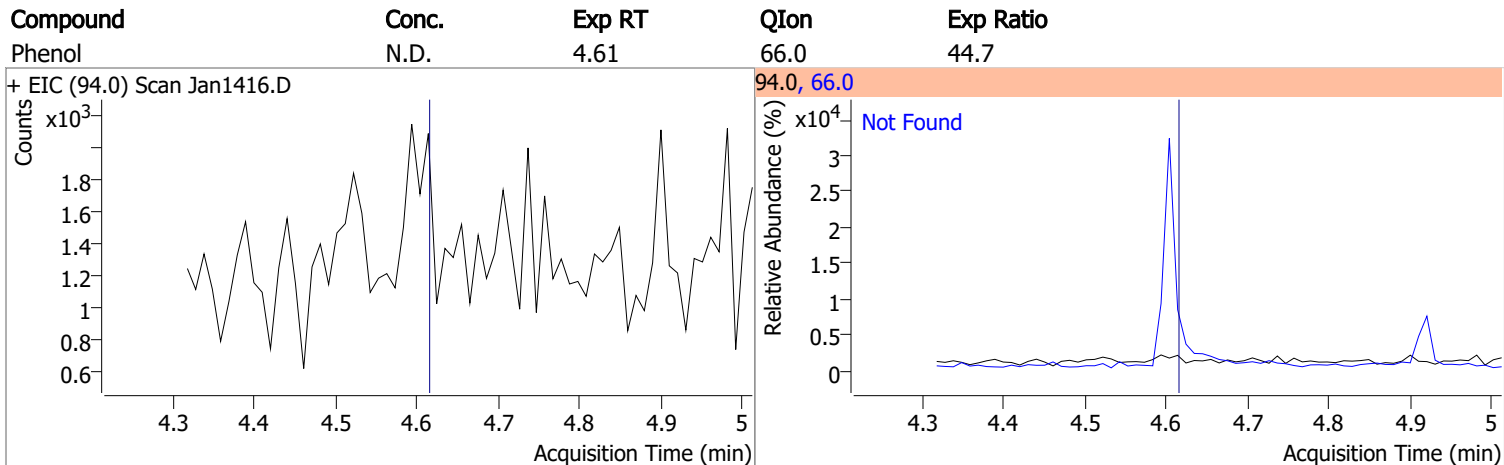 Compound Conc. Exp RT QIon Exp Ratio
Phenol N.D. 4.61 66.0 44.7
+ EIC (94.0) Scan Jan1416.D
Counts
x10³
1.8
1.6
1.4
1.2
1
0.8
0.6
4.3 4.4 4.5 4.6 4.7 4.8 4.9 5
Acquisition Time (min)
94.0, 66.0
Relative Abundance (%)
x10⁴
Not Found
3
2.5
2
1.5
1
0.5
0
4.3 4.4 4.5 4.6 4.7 4.8 4.9 5
Acquisition Time (min)